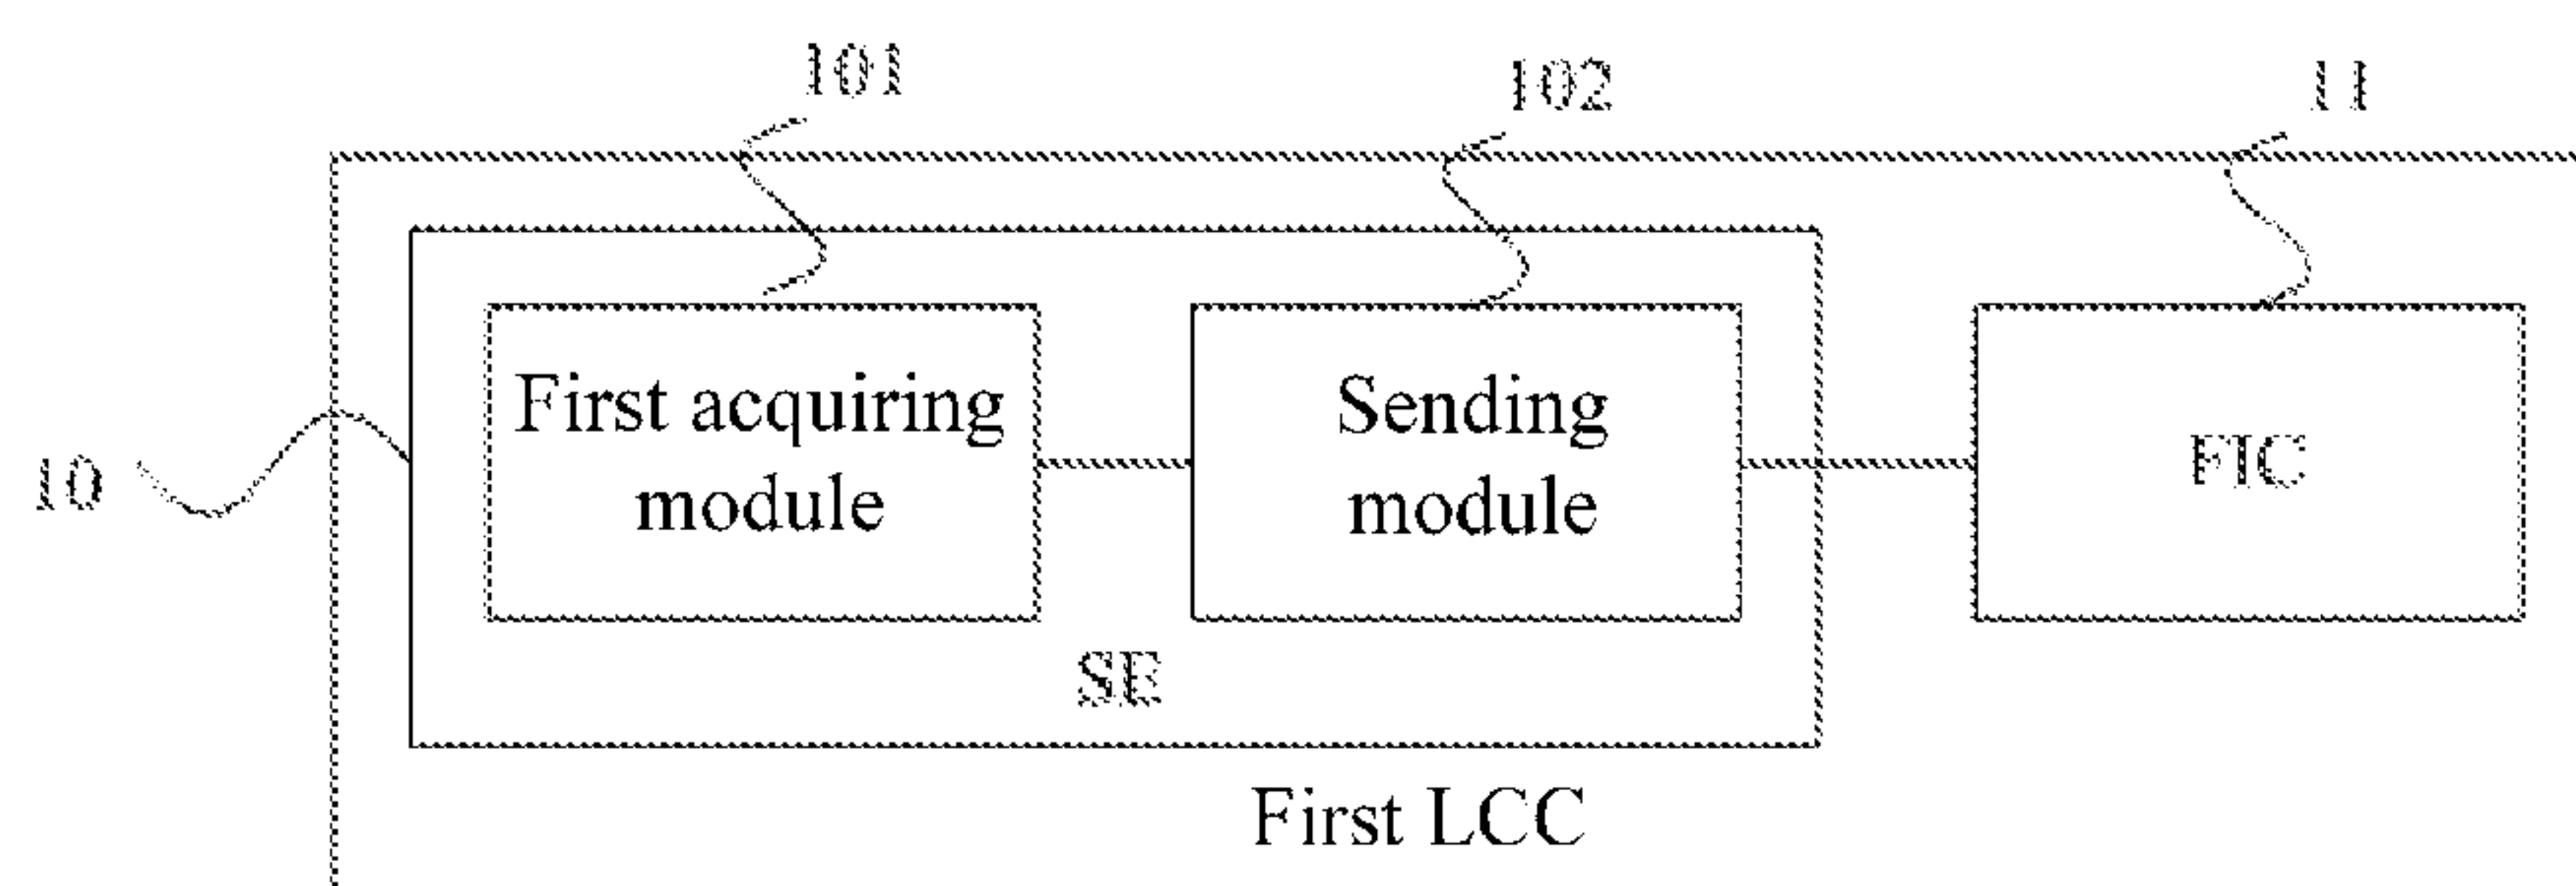 101
102
11
First acquiring
module
Sending
module
FIC
10
SE
First LCC